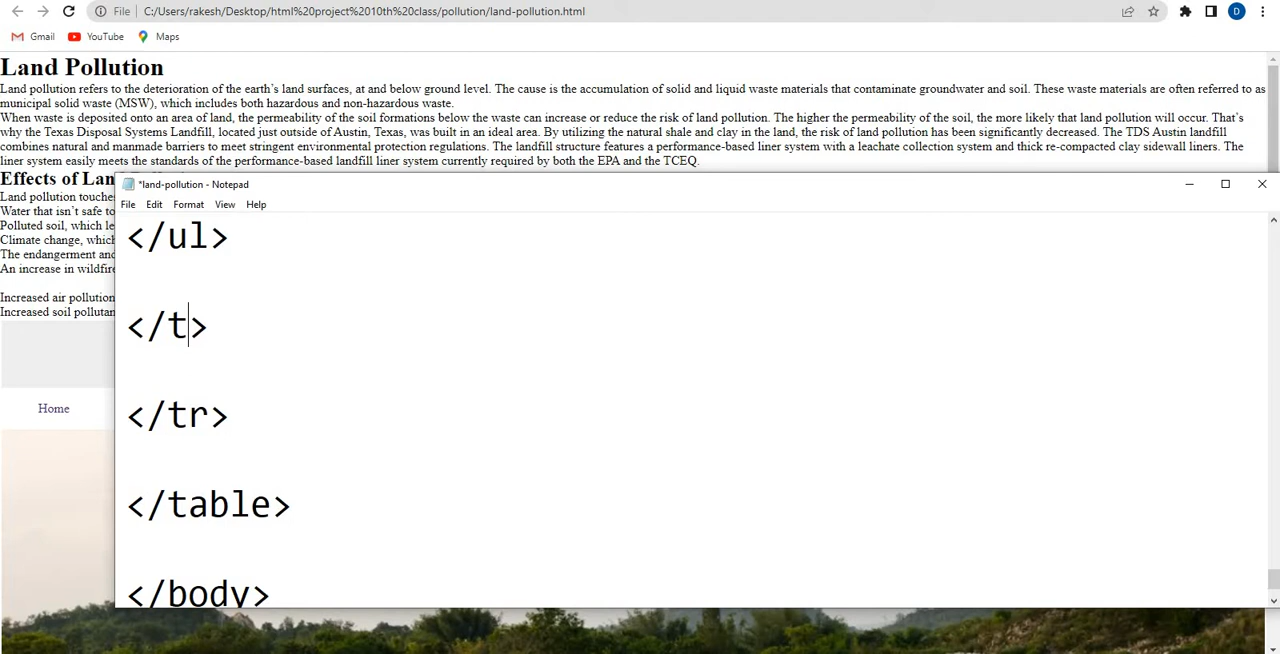 File
C:/Users/rakesh/Desktop/html%20project%2010th%20class/pollution/land-pollution.html
D
Gmail
YouTube
Maps
Land Pollution
Land pollution refers to the deterioration of the earth's land surfaces, at and below ground level. The cause is the accumulation of solid and liquid waste materials that contaminate groundwater and soil. These waste materials are often referred to as
municipal solid waste (MSW), which includes both hazardous and non-hazardous waste.
When waste is deposited onto an area of land, the permeability of the soil formations below the waste can increase or reduce the risk of land pollution. The higher the permeability of the soil, the more likely that land pollution will occur. That's
why the Texas Disposal Systems Landfill, located just outside of Austin, Texas, was built in an ideal area. By utilizing the natural shale and clay in the land, the risk of land pollution has been significantly decreased. The TDS Austin landfill
combines natural and manmade barriers to meet stringent environmental protection regulations. The landfill structure features a performance-based liner system with a leachate collection system and thick re-compacted clay sidewall liners. The
liner system easily meets the standards of the performance-based landfill liner system currently required by both the EPA and the TCEQ.
Effects of Lan
Land pollution touche
Water that isn't safe to
Polluted soil, which le
Climate change, which
The endangerment and
An increase in wildfire
Increased air pollution
Increased soil pollutan
Home
*land-pollution - Notepad
File Edit Format View Help
</ul>
</t>
</tr>
</table>
</body>